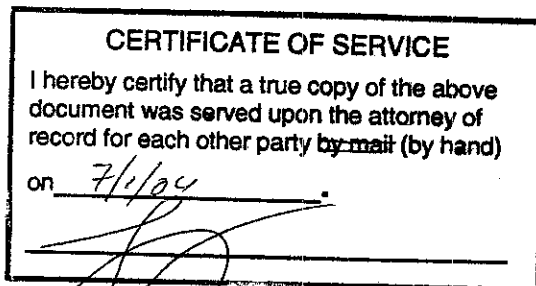 CERTIFICATE OF SERVICE
I hereby certify that a true copy of the above
document was served upon the attorney of
record for each other party by mail (by hand)
on 7/1/04.